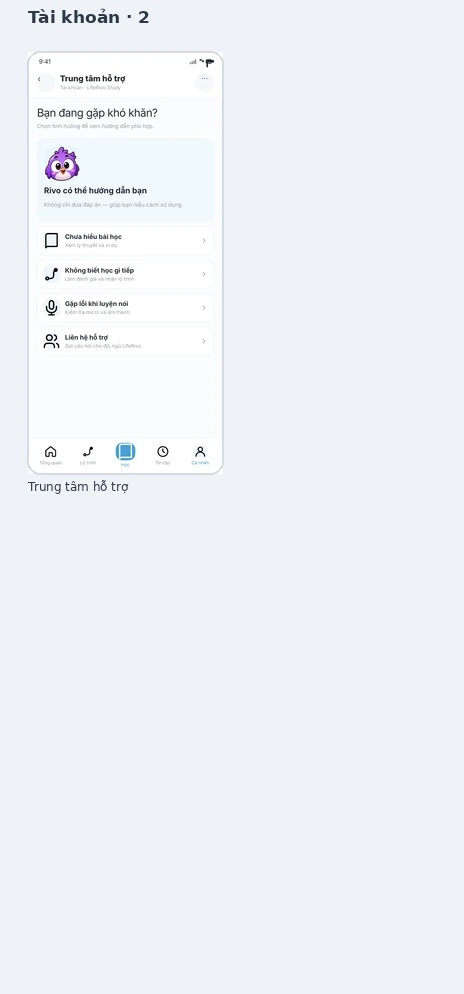 Tài khoản · 2
9:41
Trung tâm hỗ trợ
Tài khoản · LifeRivo Study
Bạn đang gặp khó khăn?
Chọn tình huống để xem hướng dẫn phù hợp.
Rivo có thể hướng dẫn bạn
Không chỉ đưa đáp án — giúp bạn hiểu cách sử dụng.
Chưa hiểu bài học
Xem lý thuyết và ví dụ
Không biết học gì tiếp
Làm đánh giá và nhận lộ trình
Gặp lỗi khi luyện nói
Kiểm tra micro và âm thanh
Liên hệ hỗ trợ
Gửi câu hỏi cho đội ngũ LifeRivo
Tổng quan
Lộ trình
Học
Ôn tập
Cá nhân
Trung tâm hỗ trợ